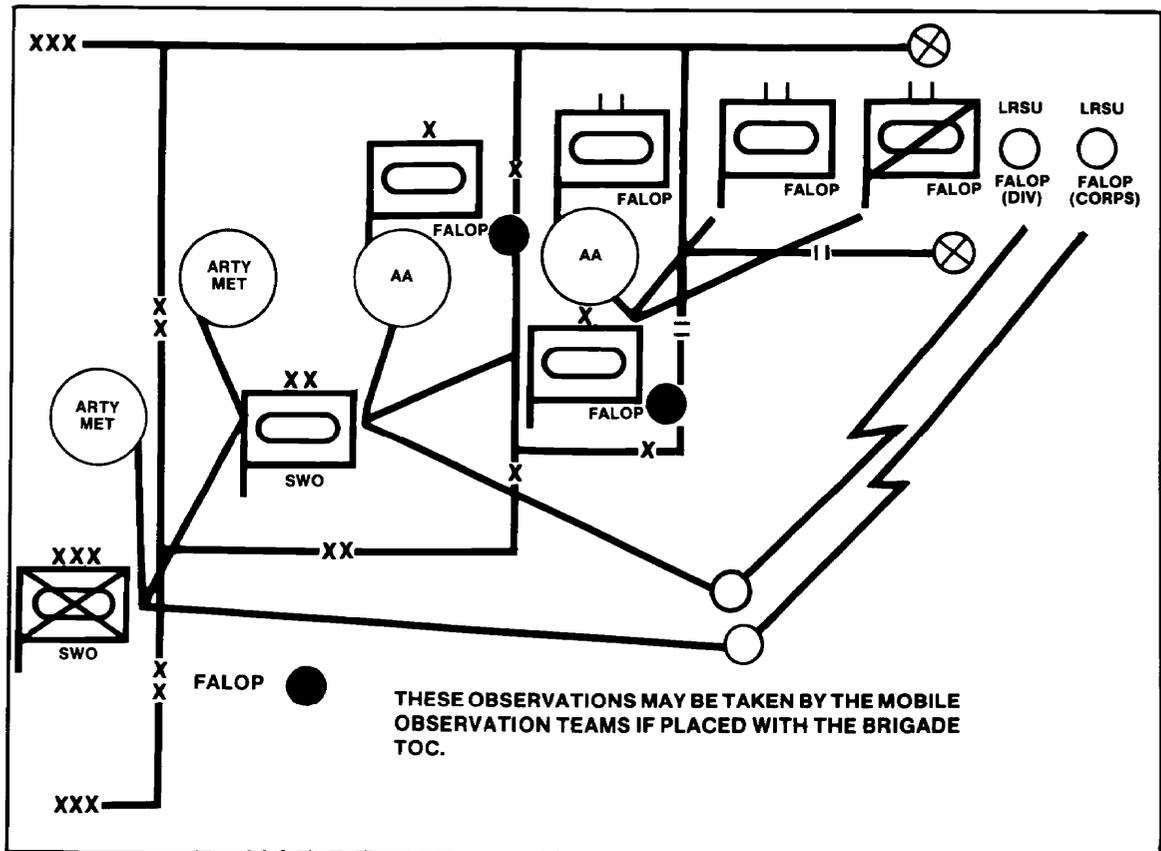 XXX
LRSU
LRSU
X
X
FALOP
FALOP
FALOP
FALOP
(DIV)
FALOP
(CORPS)
FALOP
ARTY
MET
AA
AA
X
X
X
XX
FALOP
ARTY
MET
X
X
SWO
XX
XXX
SWO
X
X
FALOP
THESE OBSERVATIONS MAY BE TAKEN BY THE MOBILE
OBSERVATION TEAMS IF PLACED WITH THE BRIGADE
TOC.
XXX